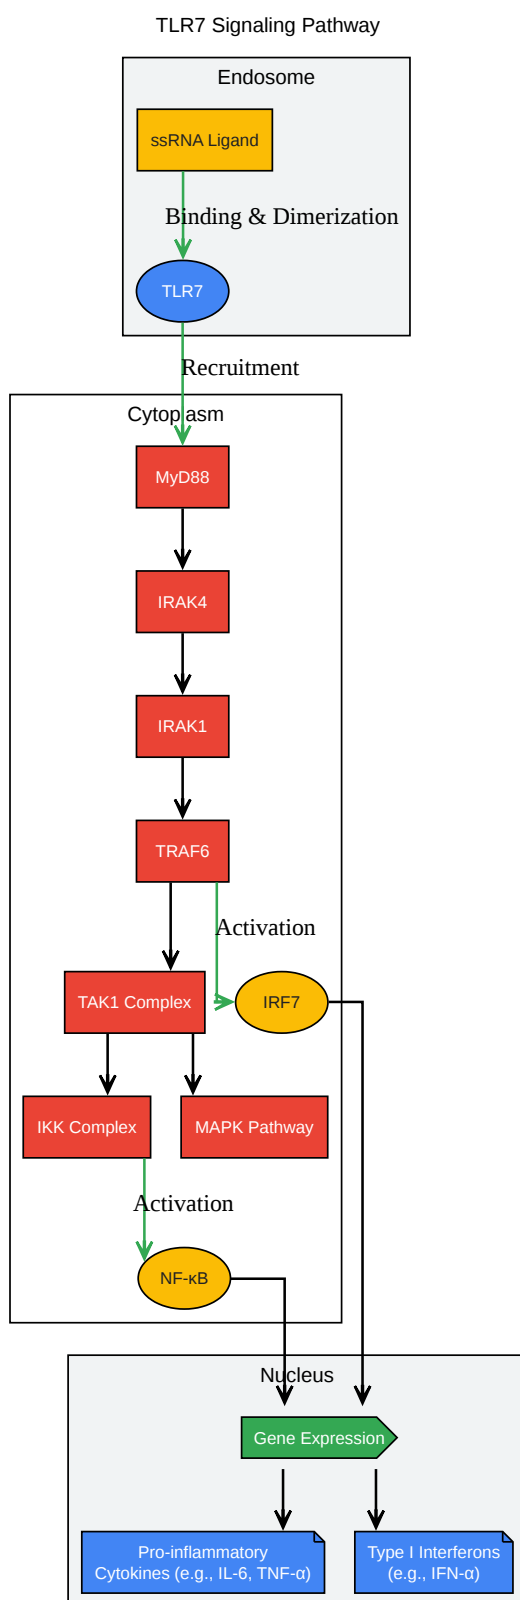 TLR7 Signaling Pathway
Endosome
ssRNA Ligand
Binding & Dimerization
TLR7
Recruitment
Cytoplasm
MyD88
IRAK4
IRAK1
TRAF6
Activation
TAK1 Complex
IRF7
IKK Complex
MAPK Pathway
Activation
NF-κB
Nucleus
Gene Expression
Pro-inflammatory
Cytokines (e.g., IL-6, TNF-α)
Type I Interferons
(e.g., IFN-α)